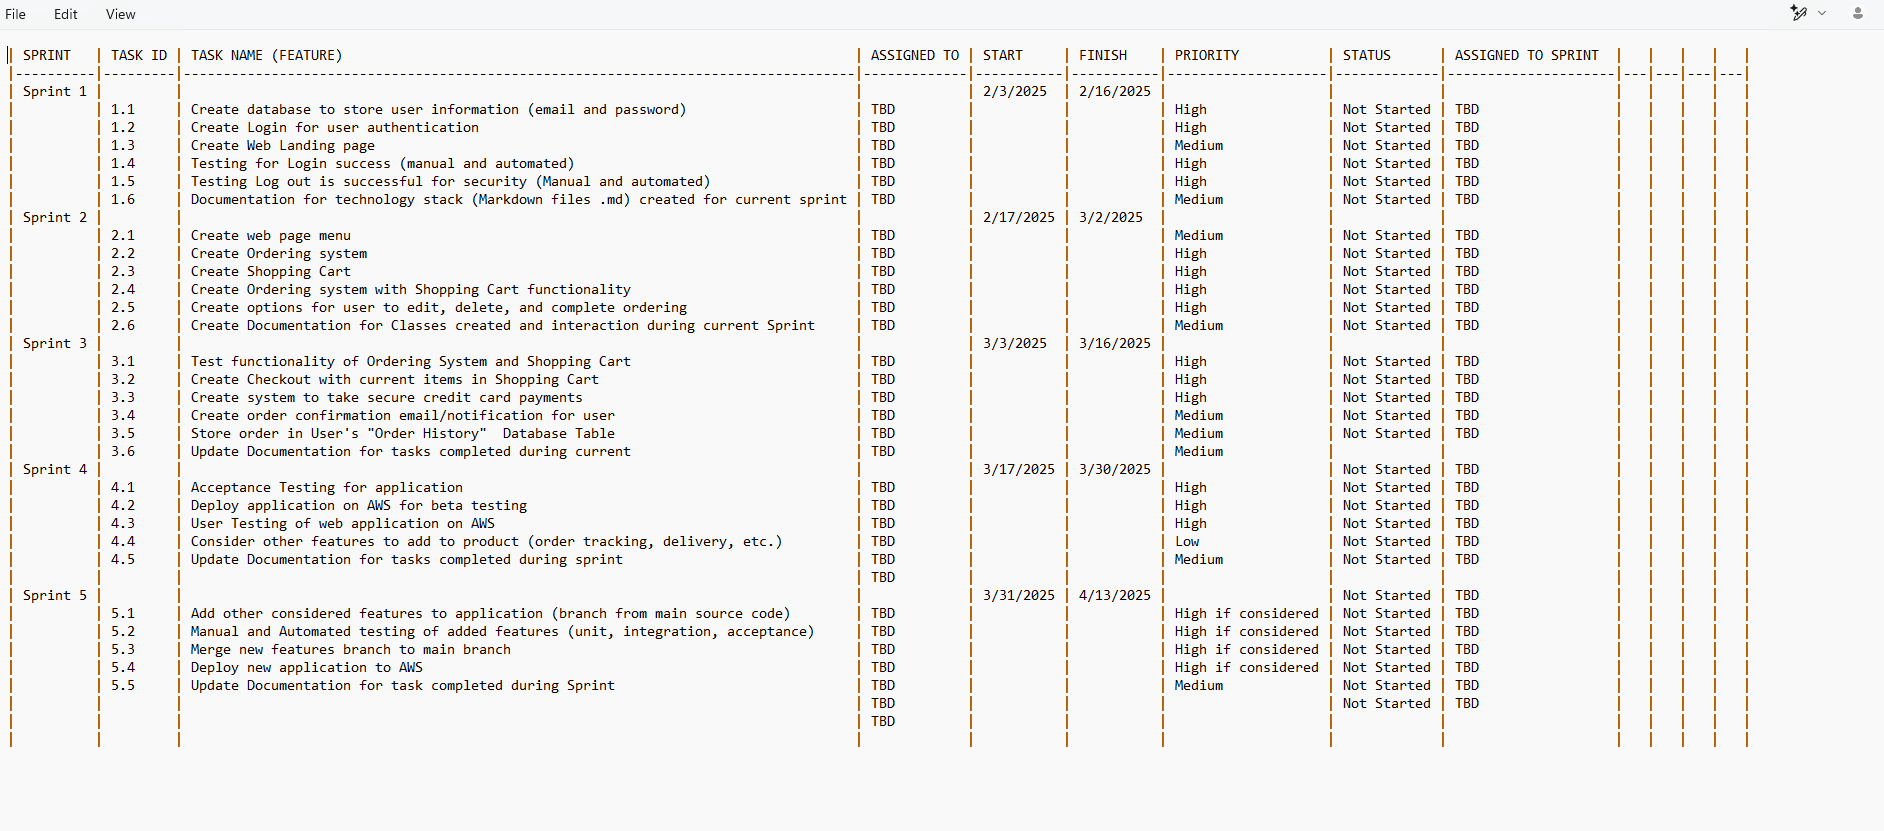 File Edit View
| SPRINT | TASK ID | TASK NAME (FEATURE) | ASSIGNED TO | START | FINISH | PRIORITY | STATUS | ASSIGNED TO SPRINT | | | | |
|----------|---------|------------------------------------------------------------------------------------|-------------|-----------|-----------|--------------------|-------------|---------------------|---|---|---|---|
| Sprint 1 | | | | 2/3/2025 | 2/16/2025 | | | | | | | |
| | 1.1 | Create database to store user information (email and password) | TBD | | | High | Not Started | TBD | | | | |
| | 1.2 | Create Login for user authentication | TBD | | | High | Not Started | TBD | | | | |
| | 1.3 | Create Web Landing page | TBD | | | Medium | Not Started | TBD | | | | |
| | 1.4 | Testing for Login success (manual and automated) | TBD | | | High | Not Started | TBD | | | | |
| | 1.5 | Testing Log out is successful for security (Manual and automated) | TBD | | | High | Not Started | TBD | | | | |
| | 1.6 | Documentation for technology stack (Markdown files .md) created for current sprint | TBD | | | Medium | Not Started | TBD | | | | |
| Sprint 2 | | | | 2/17/2025 | 3/2/2025 | | | | | | | |
| | 2.1 | Create web page menu | TBD | | | Medium | Not Started | TBD | | | | |
| | 2.2 | Create Ordering system | TBD | | | High | Not Started | TBD | | | | |
| | 2.3 | Create Shopping Cart | TBD | | | High | Not Started | TBD | | | | |
| | 2.4 | Create Ordering system with Shopping Cart functionality | TBD | | | High | Not Started | TBD | | | | |
| | 2.5 | Create options for user to edit, delete, and complete ordering | TBD | | | High | Not Started | TBD | | | | |
| | 2.6 | Create Documentation for Classes created and interaction during current Sprint | TBD | | | Medium | Not Started | TBD | | | | |
| Sprint 3 | | | | 3/3/2025 | 3/16/2025 | | | | | | | |
| | 3.1 | Test functionality of Ordering System and Shopping Cart | TBD | | | High | Not Started | TBD | | | | |
| | 3.2 | Create Checkout with current items in Shopping Cart | TBD | | | High | Not Started | TBD | | | | |
| | 3.3 | Create system to take secure credit card payments | TBD | | | High | Not Started | TBD | | | | |
| | 3.4 | Create order confirmation email/notification for user | TBD | | | Medium | Not Started | TBD | | | | |
| | 3.5 | Store order in User's "Order History"  Database Table | TBD | | | Medium | Not Started | TBD | | | | |
| | 3.6 | Update Documentation for tasks completed during current | TBD | | | Medium | | | | | | |
| Sprint 4 | | | | 3/17/2025 | 3/30/2025 | | Not Started | TBD | | | | |
| | 4.1 | Acceptance Testing for application | TBD | | | High | Not Started | TBD | | | | |
| | 4.2 | Deploy application on AWS for beta testing | TBD | | | High | Not Started | TBD | | | | |
| | 4.3 | User Testing of web application on AWS | TBD | | | High | Not Started | TBD | | | | |
| | 4.4 | Consider other features to add to product (order tracking, delivery, etc.) | TBD | | | Low | Not Started | TBD | | | | |
| | 4.5 | Update Documentation for tasks completed during sprint | TBD | | | Medium | Not Started | TBD | | | | |
| | | | TBD | | | | | | | | | |
| Sprint 5 | | | | 3/31/2025 | 4/13/2025 | | Not Started | TBD | | | | |
| | 5.1 | Add other considered features to application (branch from main source code) | TBD | | | High if considered | Not Started | TBD | | | | |
| | 5.2 | Manual and Automated testing of added features (unit, integration, acceptance) | TBD | | | High if considered | Not Started | TBD | | | | |
| | 5.3 | Merge new features branch to main branch | TBD | | | High if considered | Not Started | TBD | | | | |
| | 5.4 | Deploy new application to AWS | TBD | | | High if considered | Not Started | TBD | | | | |
| | 5.5 | Update Documentation for task completed during Sprint | TBD | | | Medium | Not Started | TBD | | | | |
| | | | TBD | | | | Not Started | TBD | | | | |
| | | | TBD | | | | | | | | | |
| | | | | | | | | | | | | |